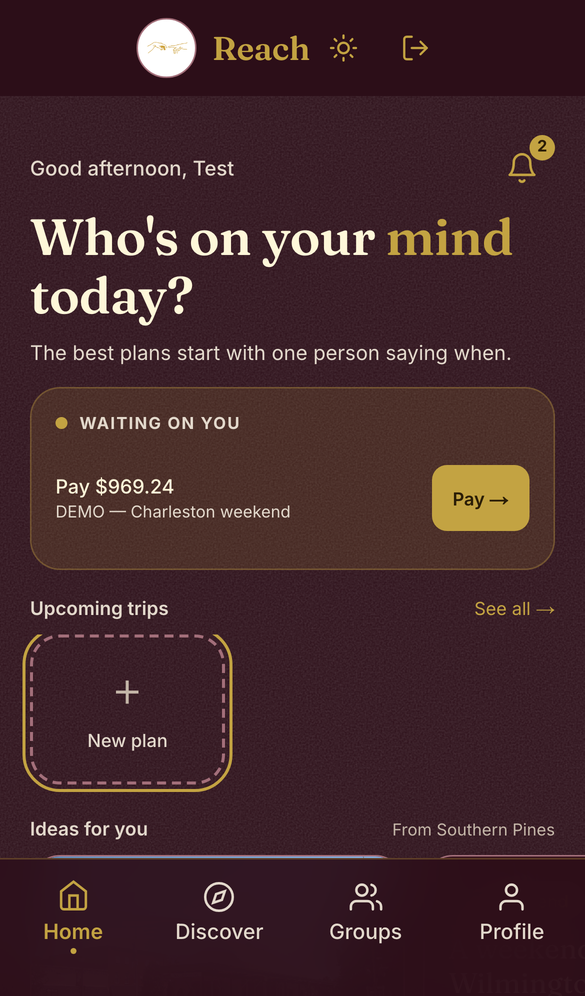 Reach
2
Good afternoon, Test
Who's on your mind
today?
The best plans start with one person saying when.
WAITING ON YOU
Pay $969.24
DEMO — Charleston weekend
Pay →
Upcoming trips
See all →
+
New plan
Ideas for you
From Southern Pines
Home
Discover
Groups
Profile
Wilmington